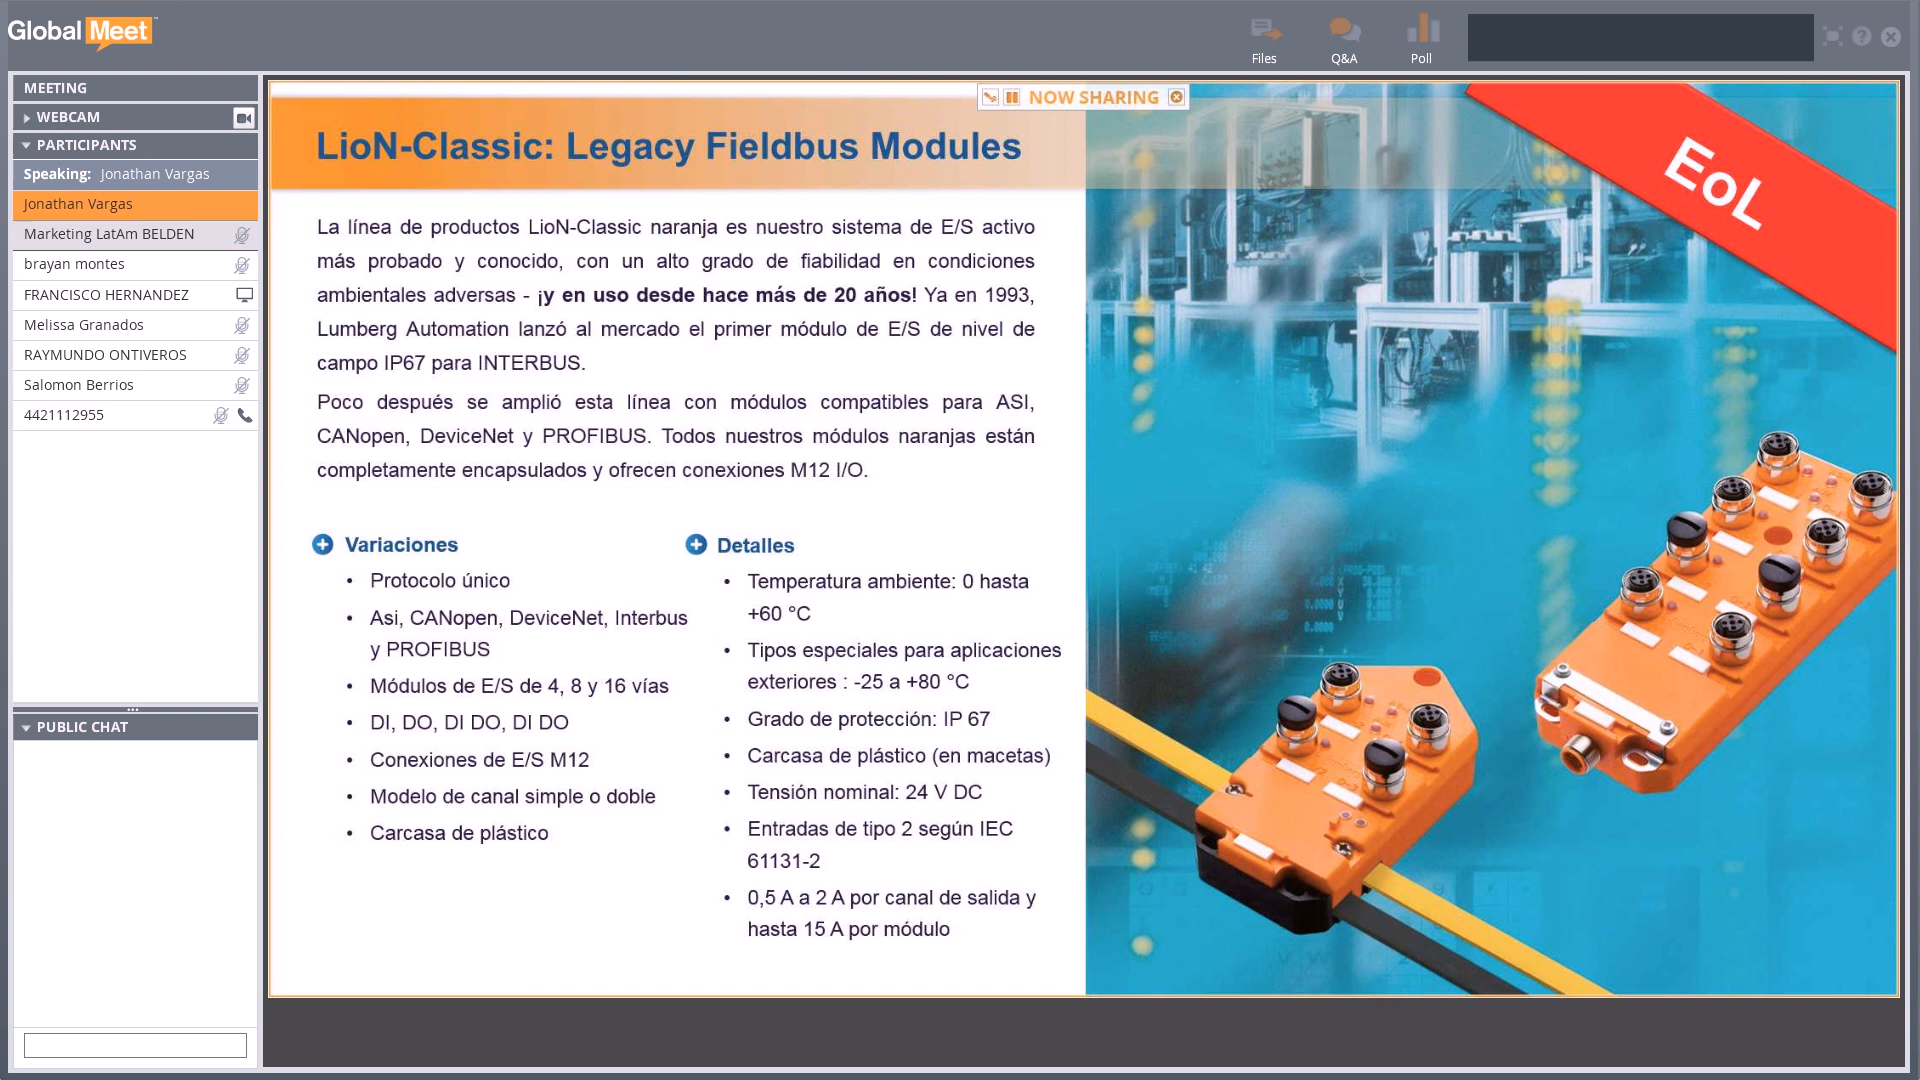 Global Meet
Files
Q&A
Poll
MEETING
WEBCAM
PARTICIPANTS
Speaking: Jonathan Vargas
Jonathan Vargas
Marketing LatAm BELDEN
brayan montes
FRANCISCO HERNANDEZ
Melissa Granados
RAYMUNDO ONTIVEROS
Salomon Berrios
4421112955
PUBLIC CHAT
NOW SHARING
LioN-Classic: Legacy Fieldbus Modules
EoL
La línea de productos LioN-Classic naranja es nuestro sistema de E/S activo
más probado y conocido, con un alto grado de fiabilidad en condiciones
ambientales adversas - ¡y en uso desde hace más de 20 años! Ya en 1993,
Lumberg Automation lanzó al mercado el primer módulo de E/S de nivel de
campo IP67 para INTERBUS.
Poco después se amplió esta línea con módulos compatibles para ASI,
CANopen, DeviceNet y PROFIBUS. Todos nuestros módulos naranjas están
completamente encapsulados y ofrecen conexiones M12 I/O.
Variaciones
• Protocolo único
• Asi, CANopen, DeviceNet, Interbus
y PROFIBUS
• Módulos de E/S de 4, 8 y 16 vías
• DI, DO, DI DO, DI DO
• Conexiones de E/S M12
• Modelo de canal simple o doble
• Carcasa de plástico
Detalles
• Temperatura ambiente: 0 hasta
+60 °C
• Tipos especiales para aplicaciones
exteriores : -25 a +80 °C
• Grado de protección: IP 67
• Carcasa de plástico (en macetas)
• Tensión nominal: 24 V DC
• Entradas de tipo 2 según IEC
61131-2
• 0,5 A a 2 A por canal de salida y
hasta 15 A por módulo